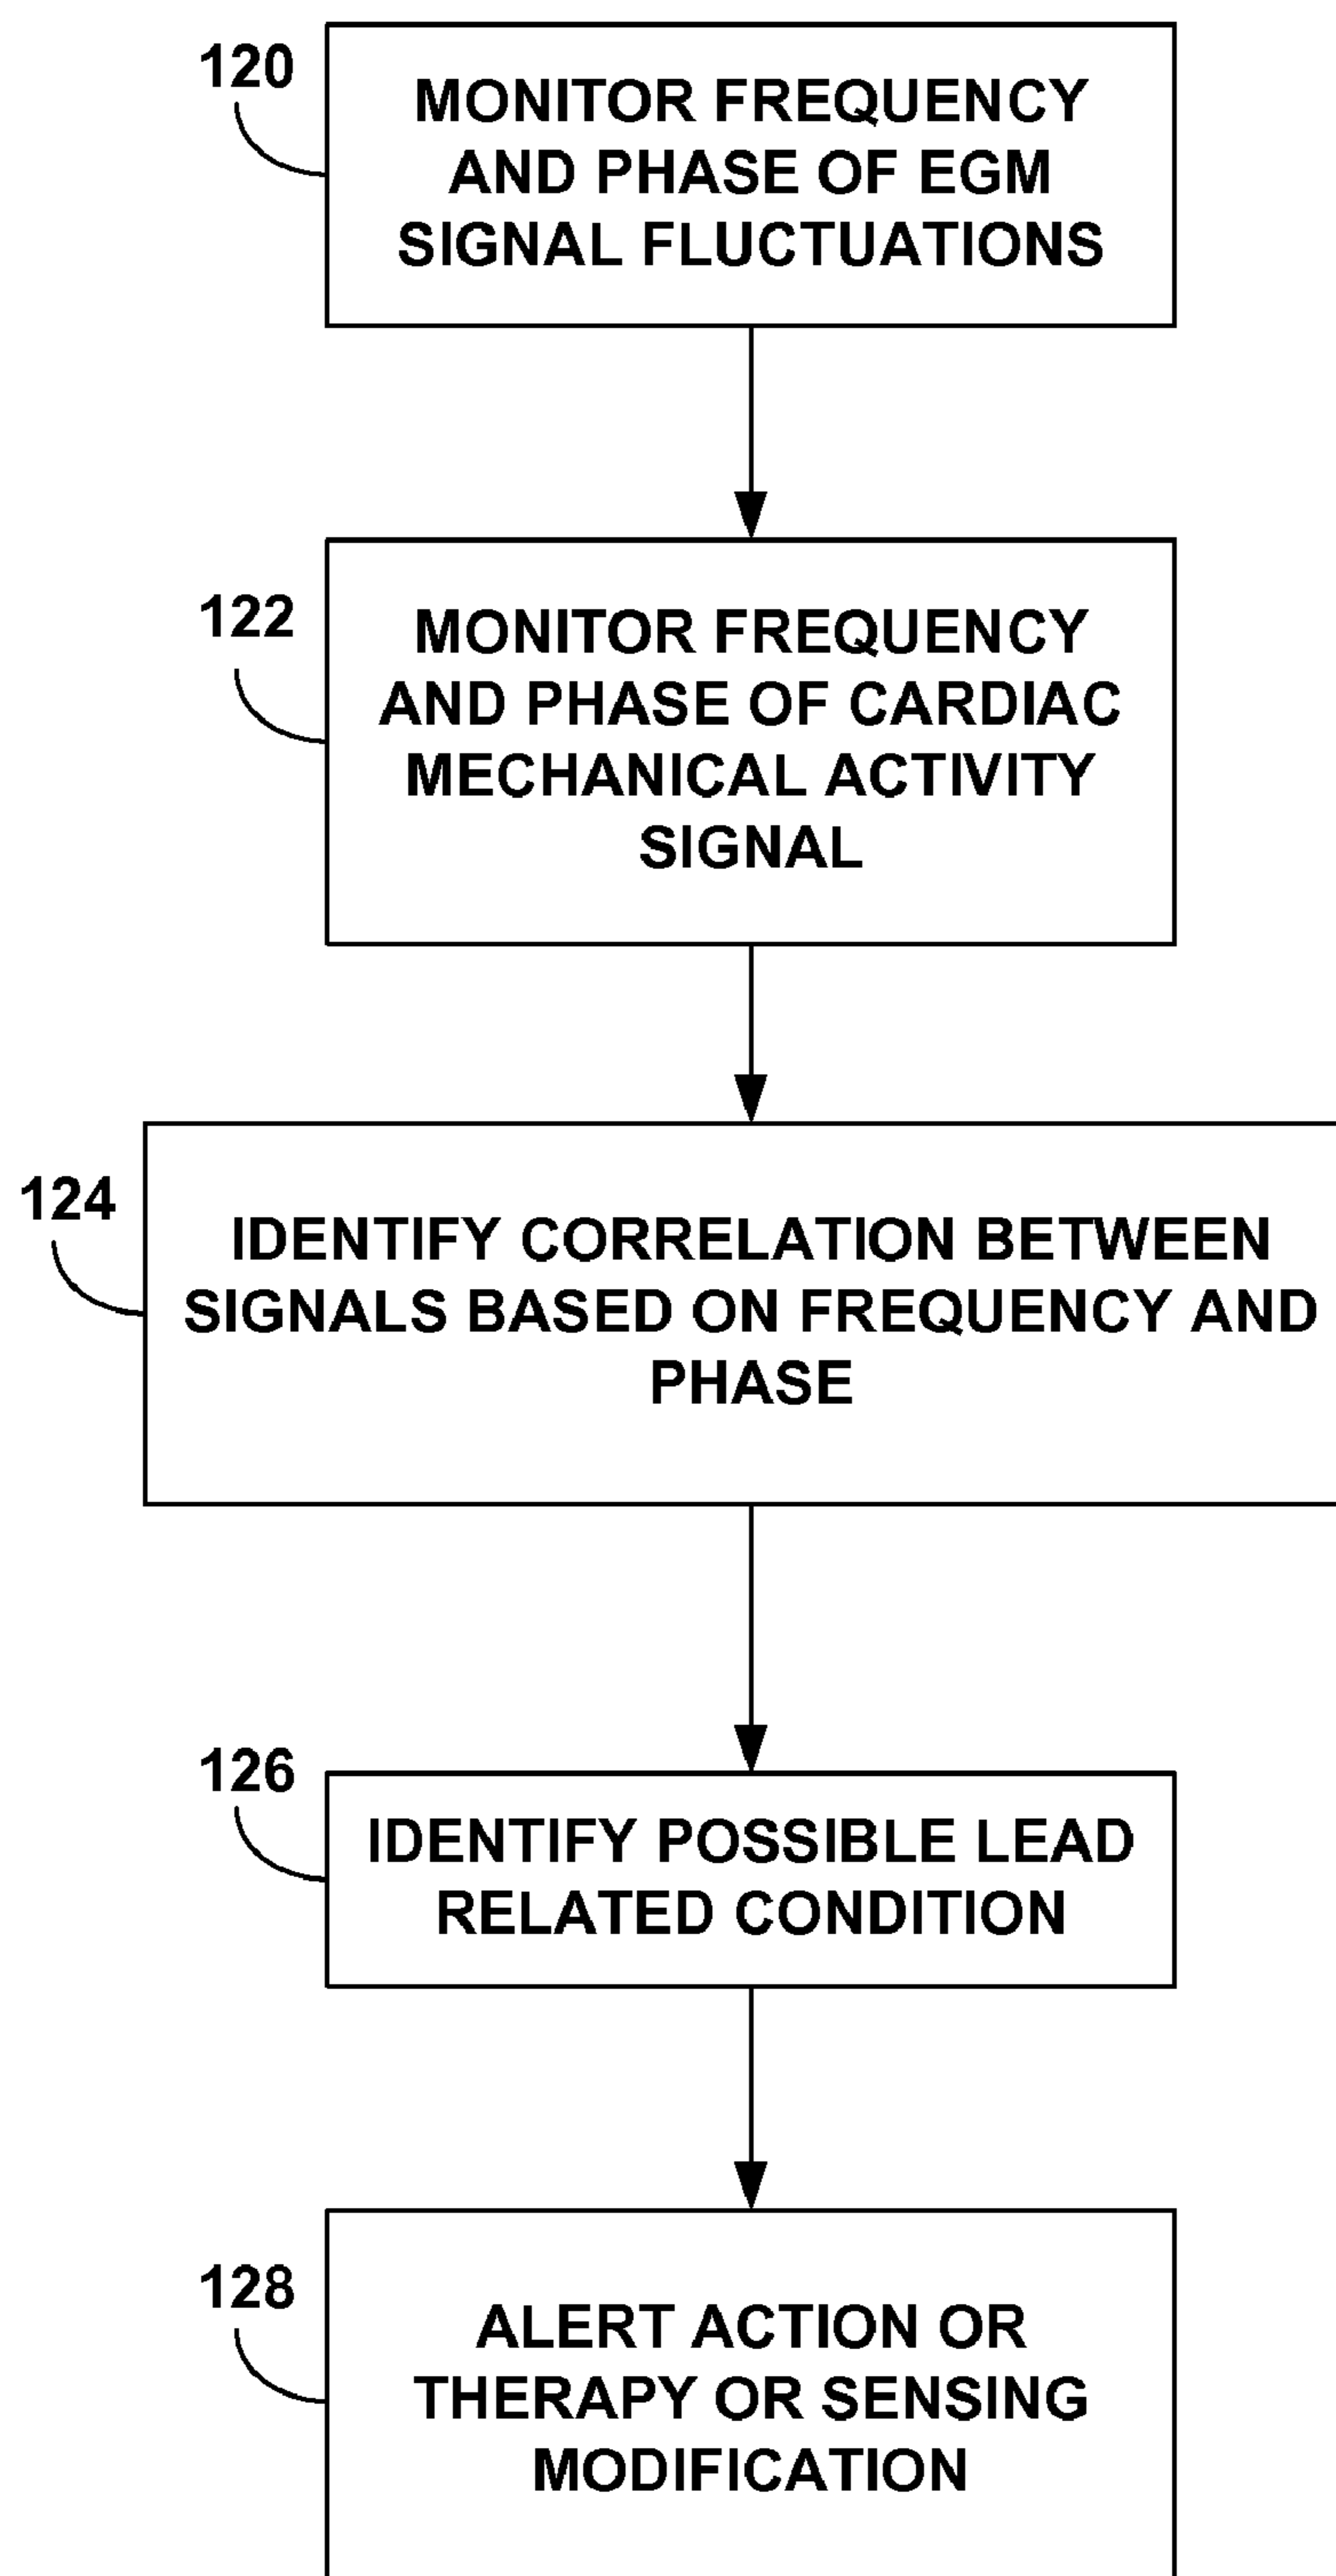 120
MONITOR FREQUENCY
AND PHASE OF EGM
SIGNAL FLUCTUATIONS
122
MONITOR FREQUENCY
AND PHASE OF CARDIAC
MECHANICAL ACTIVITY
SIGNAL
124
IDENTIFY CORRELATION BETWEEN
SIGNALS BASED ON FREQUENCY AND
PHASE
126
IDENTIFY POSSIBLE LEAD
RELATED CONDITION
128
ALERT ACTION OR
THERAPY OR SENSING
MODIFICATION